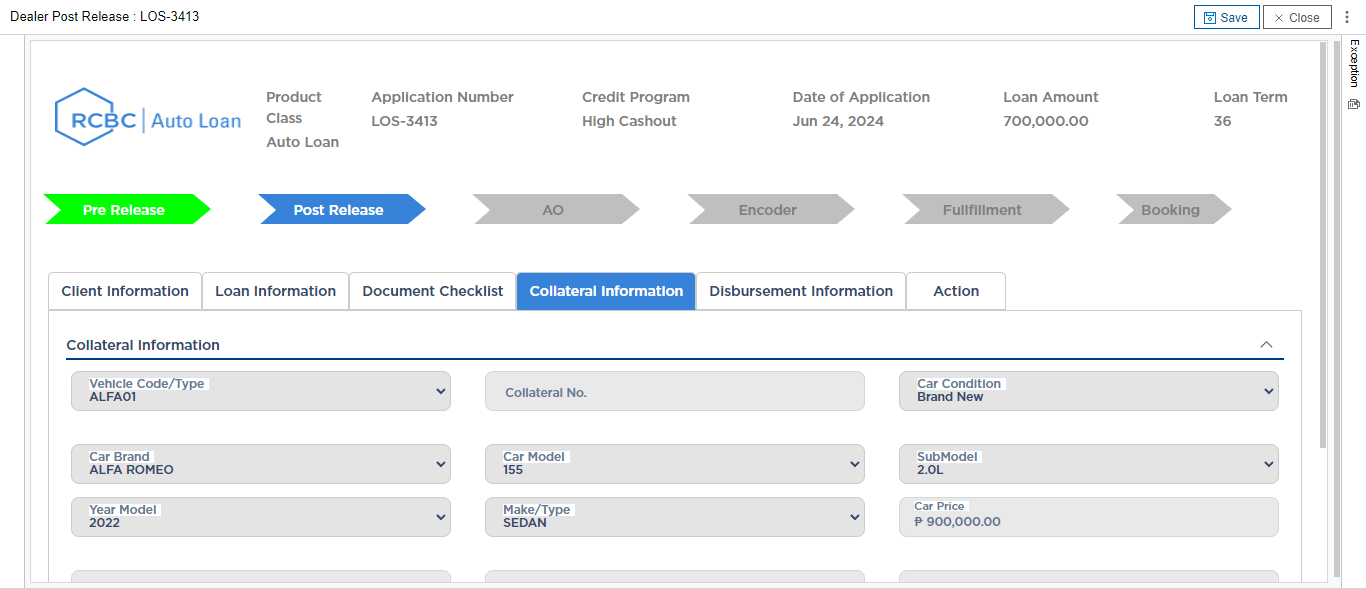 Dealer Post Release : LOS-3413
Save
Close
Exception
RCBC | Auto Loan
Product Class
Auto Loan
Application Number
LOS-3413
Credit Program
High Cashout
Date of Application
Jun 24, 2024
Loan Amount
700,000.00
Loan Term
36
Pre Release
Post Release
AO
Encoder
Fullfillment
Booking
Client Information
Loan Information
Document Checklist
Collateral Information
Disbursement Information
Action
Collateral Information
Vehicle Code/Type
ALFA01
Collateral No.
Car Condition
Brand New
Car Brand
ALFA ROMEO
Car Model
155
SubModel
2.0L
Year Model
2022
Make/Type
SEDAN
Car Price
₱ 900,000.00